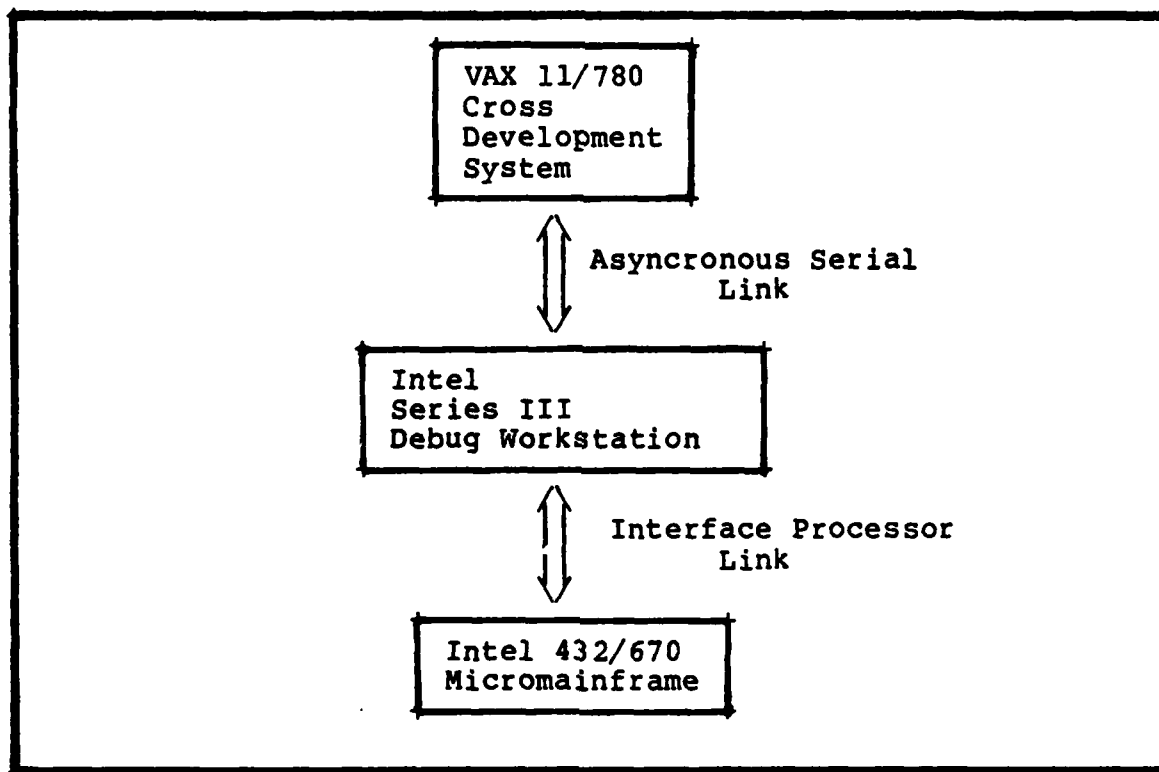 VAX 11/780
Cross
Development
System
Asyncronous Serial
Link
Intel
Series III
Debug Workstation
Interface Processor
Link
Intel 432/670
Micromainframe